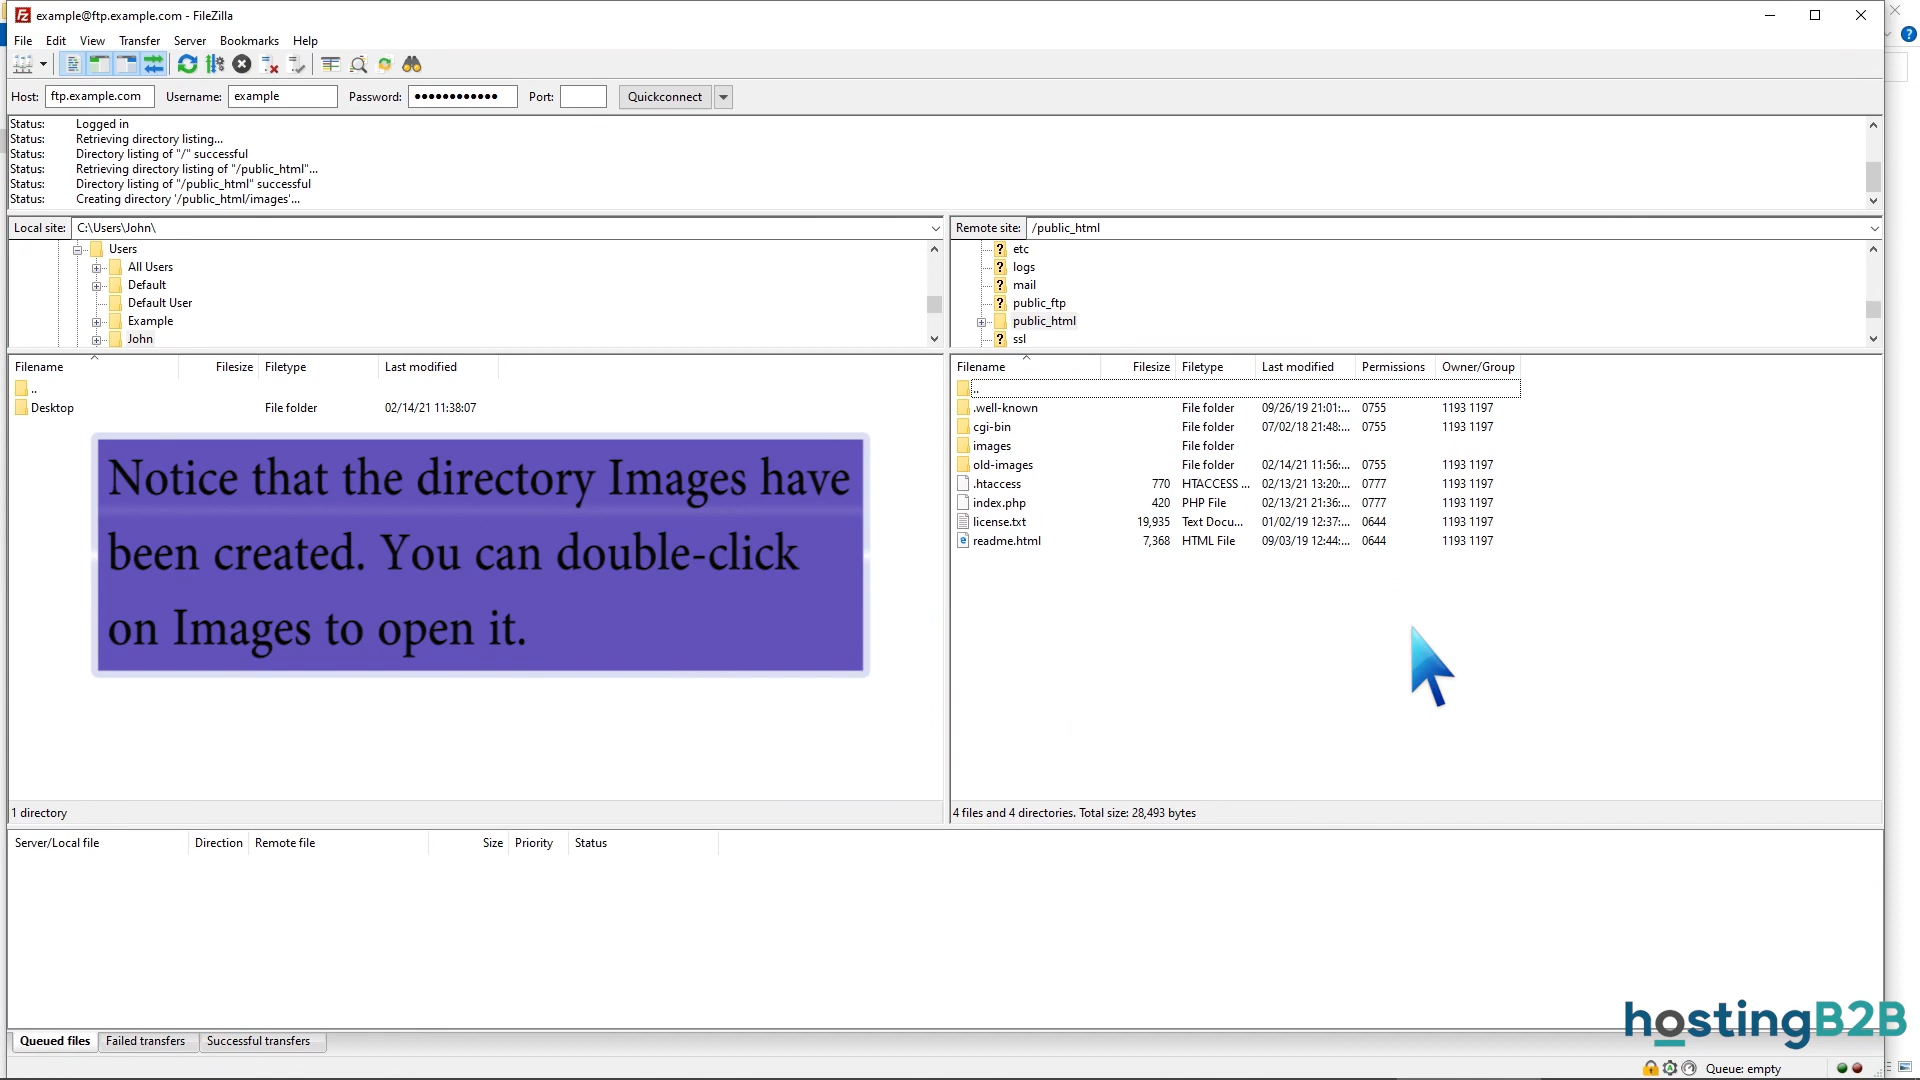 example@ftp.example.com - FileZilla
File Edit View Transfer Server Bookmarks Help
Host: ftp.example.com Username: example Password: ●●●●●●●●●●●● Port: Quickconnect
Status: Logged in
Status: Retrieving directory listing...
Status: Directory listing of "/" successful
Status: Retrieving directory listing of "/public_html"...
Status: Directory listing of "/public_html" successful
Status: Creating directory '/public_html/images'...
Local site: C:\Users\John\
Users
All Users
Default
Default User
Example
John
Filename Filesize Filetype Last modified
..
Desktop File folder 02/14/21 11:38:07
Notice that the directory Images have
been created. You can double-click
on Images to open it.
1 directory
Remote site: /public_html
? etc
? logs
? mail
? public_ftp
public_html
? ssl
Filename Filesize Filetype Last modified Permissions Owner/Group
..
.well-known File folder 09/26/19 21:01:... 0755 1193 1197
cgi-bin File folder 07/02/18 21:48:... 0755 1193 1197
images File folder
old-images File folder 02/14/21 11:56:... 0755 1193 1197
.htaccess 770 HTACCESS ... 02/13/21 13:20:... 0777 1193 1197
index.php 420 PHP File 02/13/21 21:36:... 0777 1193 1197
license.txt 19,935 Text Docu... 01/02/19 12:37:... 0644 1193 1197
readme.html 7,368 HTML File 09/03/19 12:44:... 0644 1193 1197
4 files and 4 directories. Total size: 28,493 bytes
Server/Local file Direction Remote file Size Priority Status
Queued files Failed transfers Successful transfers
hostingB2B
Queue: empty